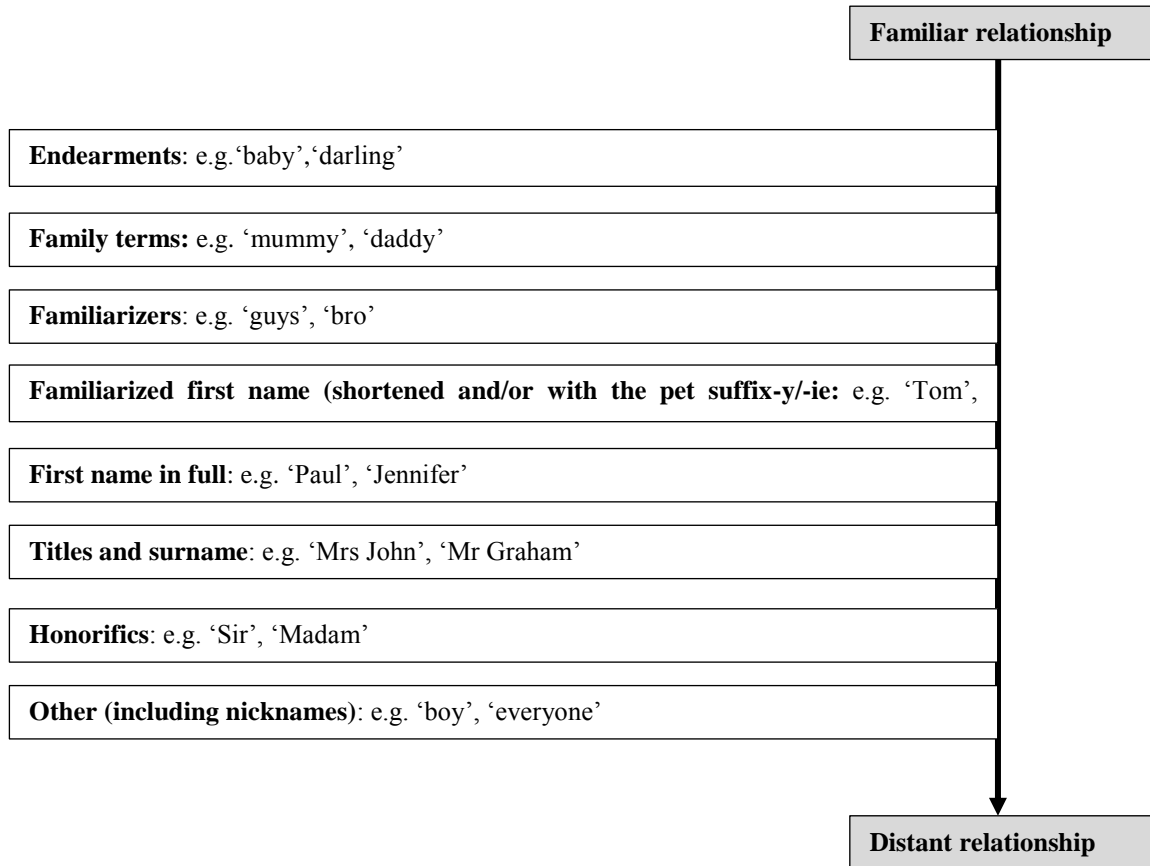 Familiar relationship
Endearments: e.g.‘baby’,‘darling’
Family terms: e.g. ‘mummy’, ‘daddy’
Familiarizers: e.g. ‘guys’, ‘bro’
Familiarized first name (shortened and/or with the pet suffix-y/-ie: e.g. ‘Tom’,
First name in full: e.g. ‘Paul’, ‘Jennifer’
Titles and surname: e.g. ‘Mrs John’, ‘Mr Graham’
Honorifics: e.g. ‘Sir’, ‘Madam’
Other (including nicknames): e.g. ‘boy’, ‘everyone’
Distant relationship